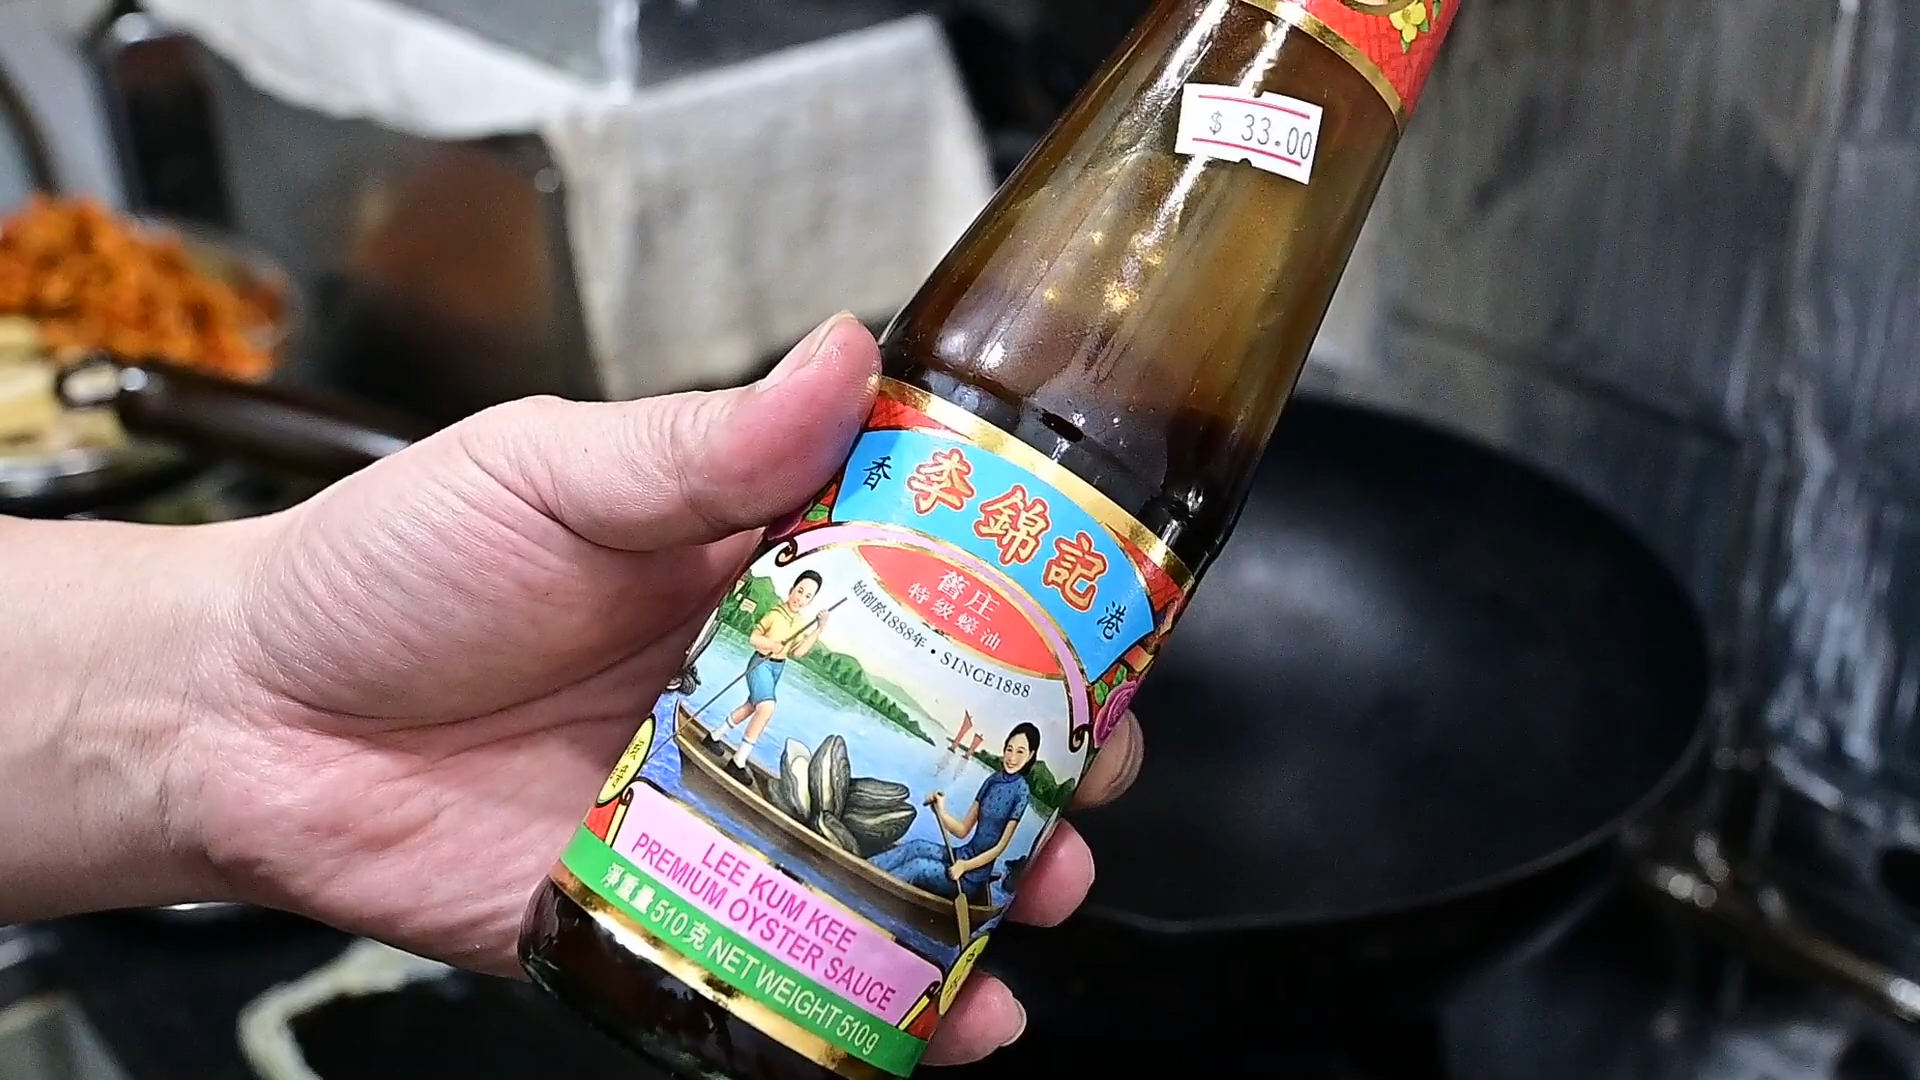 $ 33.00
香 李錦記 港
舊庄
特級蠔油
始創於1888年・SINCE1888
LEE KUM KEE
PREMIUM OYSTER SAUCE
淨重量510克 NET WEIGHT 510g